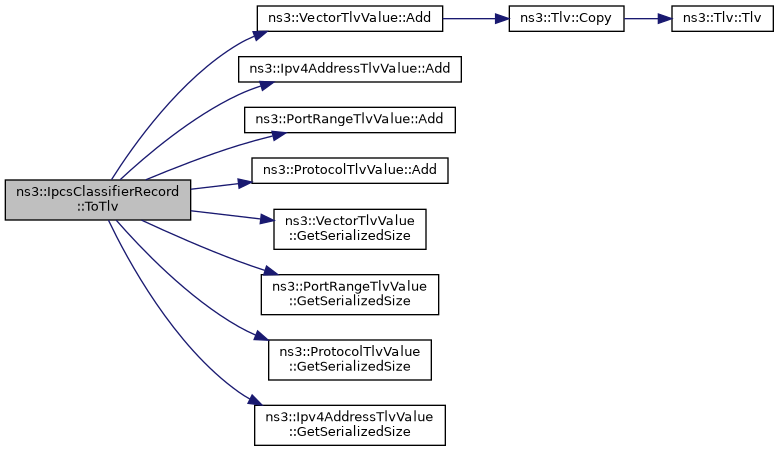 ns3::VectorTlvValue::Add
ns3::Tlv::Copy
ns3::Tlv::Tlv
ns3::Ipv4AddressTlvValue::Add
ns3::PortRangeTlvValue::Add
ns3::ProtocolTlvValue::Add
ns3::IpcsClassifierRecord
::ToTlv
ns3::VectorTlvValue
::GetSerializedSize
ns3::PortRangeTlvValue
::GetSerializedSize
ns3::ProtocolTlvValue
::GetSerializedSize
ns3::Ipv4AddressTlvValue
::GetSerializedSize